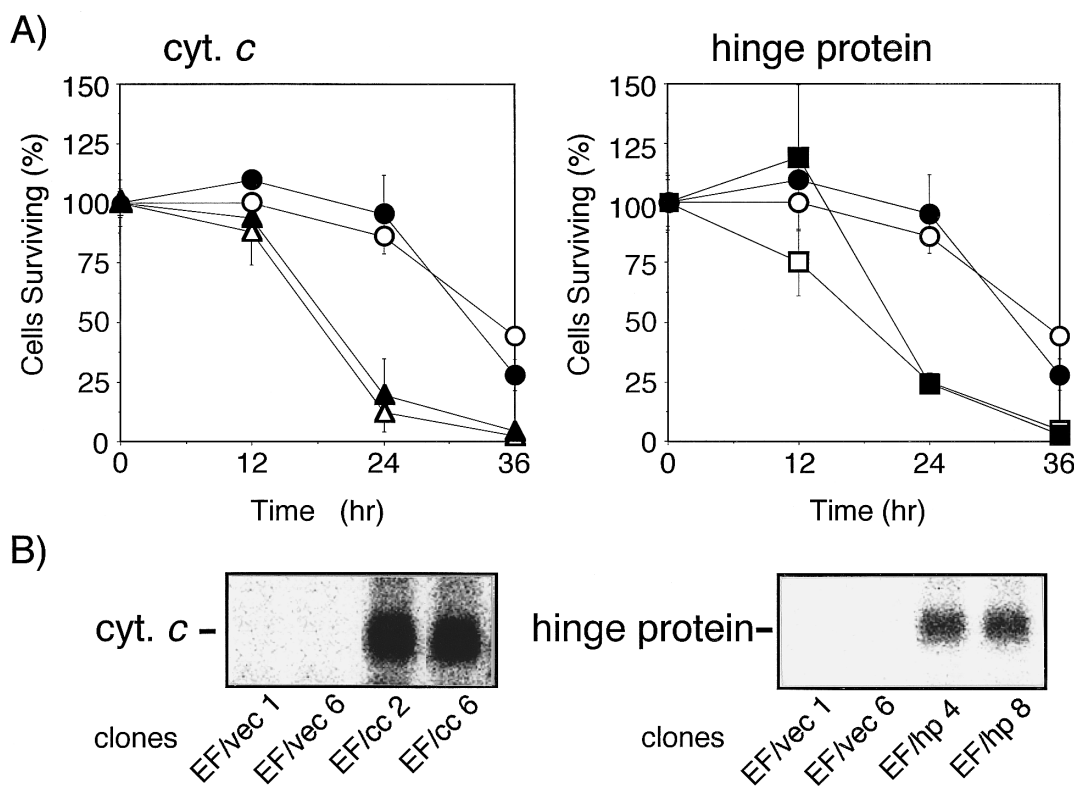 A)
cyt. c
hinge protein
Cells Surviving (%)
150
125
100
75
50
25
0
0 12 24 36
Time (hr)
Cells Surviving (%)
150
125
100
75
50
25
0
0 12 24 36
Time (hr)
B)
cyt. c –
clones
EF/vec 1
EF/vec 6
EF/cc 2
EF/cc 6
hinge protein–
clones
EF/vec 1
EF/vec 6
EF/hp 4
EF/hp 8